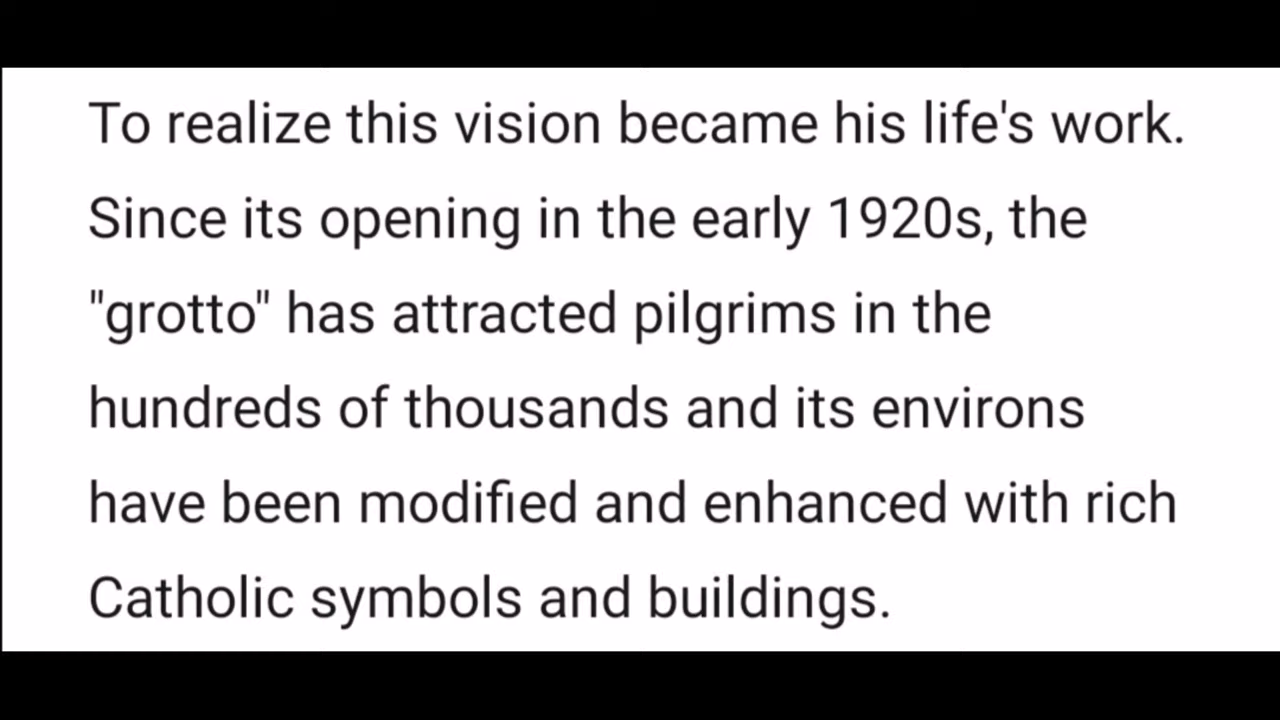 To realize this vision became his life's work.
Since its opening in the early 1920s, the
"grotto" has attracted pilgrims in the
hundreds of thousands and its environs
have been modified and enhanced with rich
Catholic symbols and buildings.